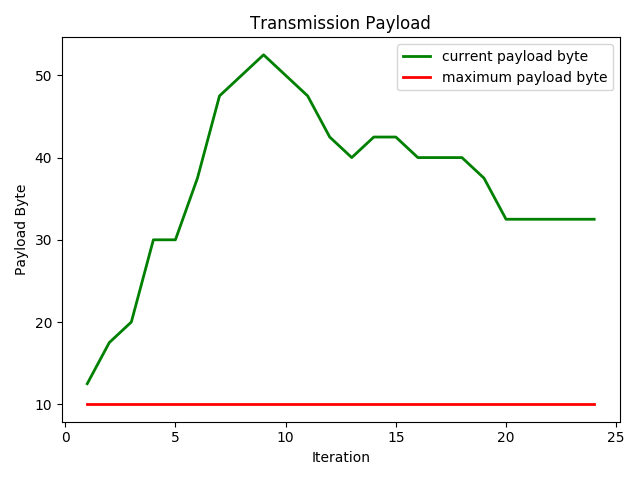 Transmission Payload
current payload byte
maximum payload byte
Payload Byte
50
40
30
20
10
0
5
10
15
20
25
Iteration